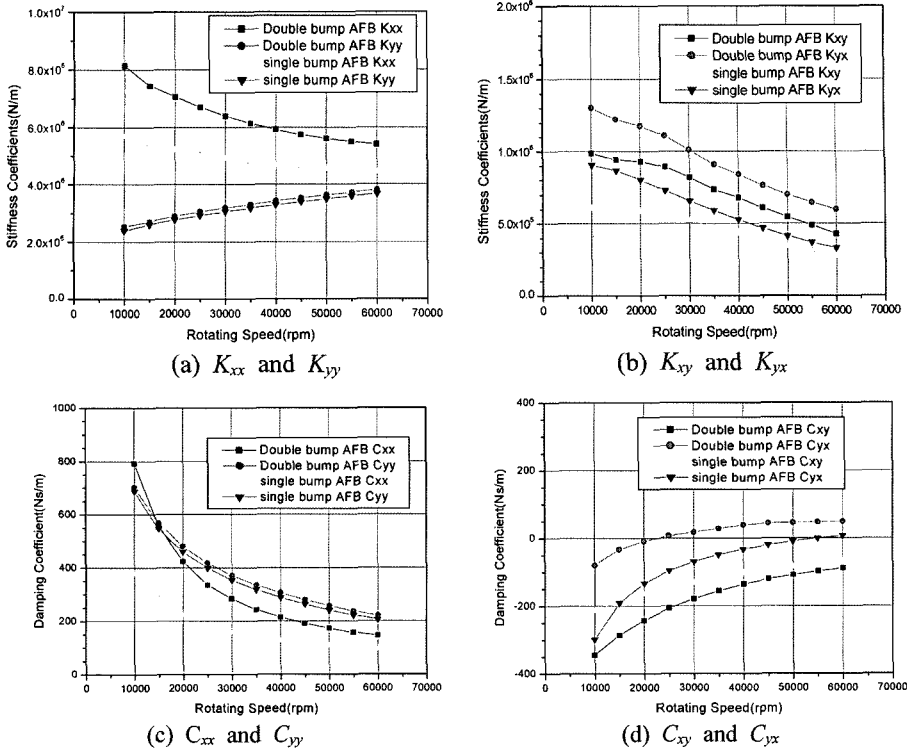 1.0x10⁷
8.0x10⁶
6.0x10⁶
4.0x10⁶
2.0x10⁶
0.0
Stiffness Coefficients(N/m)
Double bump AFB Kxx
Double bump AFB Kyy
single bump AFB Kxx
single bump AFB Kyy
0 10000 20000 30000 40000 50000 60000 70000
Rotating Speed(rpm)
(a) Kxx and Kyy
2.0x10⁶
1.5x10⁶
1.0x10⁶
5.0x10⁵
0.0
Stiffness Coefficients(N/m)
Double bump AFB Kxy
Double bump AFB Kyx
single bump AFB Kxy
single bump AFB Kyx
0 10000 20000 30000 40000 50000 60000 70000
Rotating Speed(rpm)
(b) Kxy and Kyx
1000
800
600
400
200
0
Damping Coefficient(Ns/m)
Double bump AFB Cxx
Double bump AFB Cyy
single bump AFB Cxx
single bump AFB Cyy
0 10000 20000 30000 40000 50000 60000 70000
Rotating Speed(rpm)
(c) Cxx and Cyy
400
200
0
-200
-400
Damping Coefficient(Ns/m)
Double bump AFB Cxy
Double bump AFB Cyx
single bump AFB Cxy
single bump AFB Cyx
0 10000 20000 30000 40000 50000 60000 70000
Rotating Speed(rpm)
(d) Cxy and Cyx